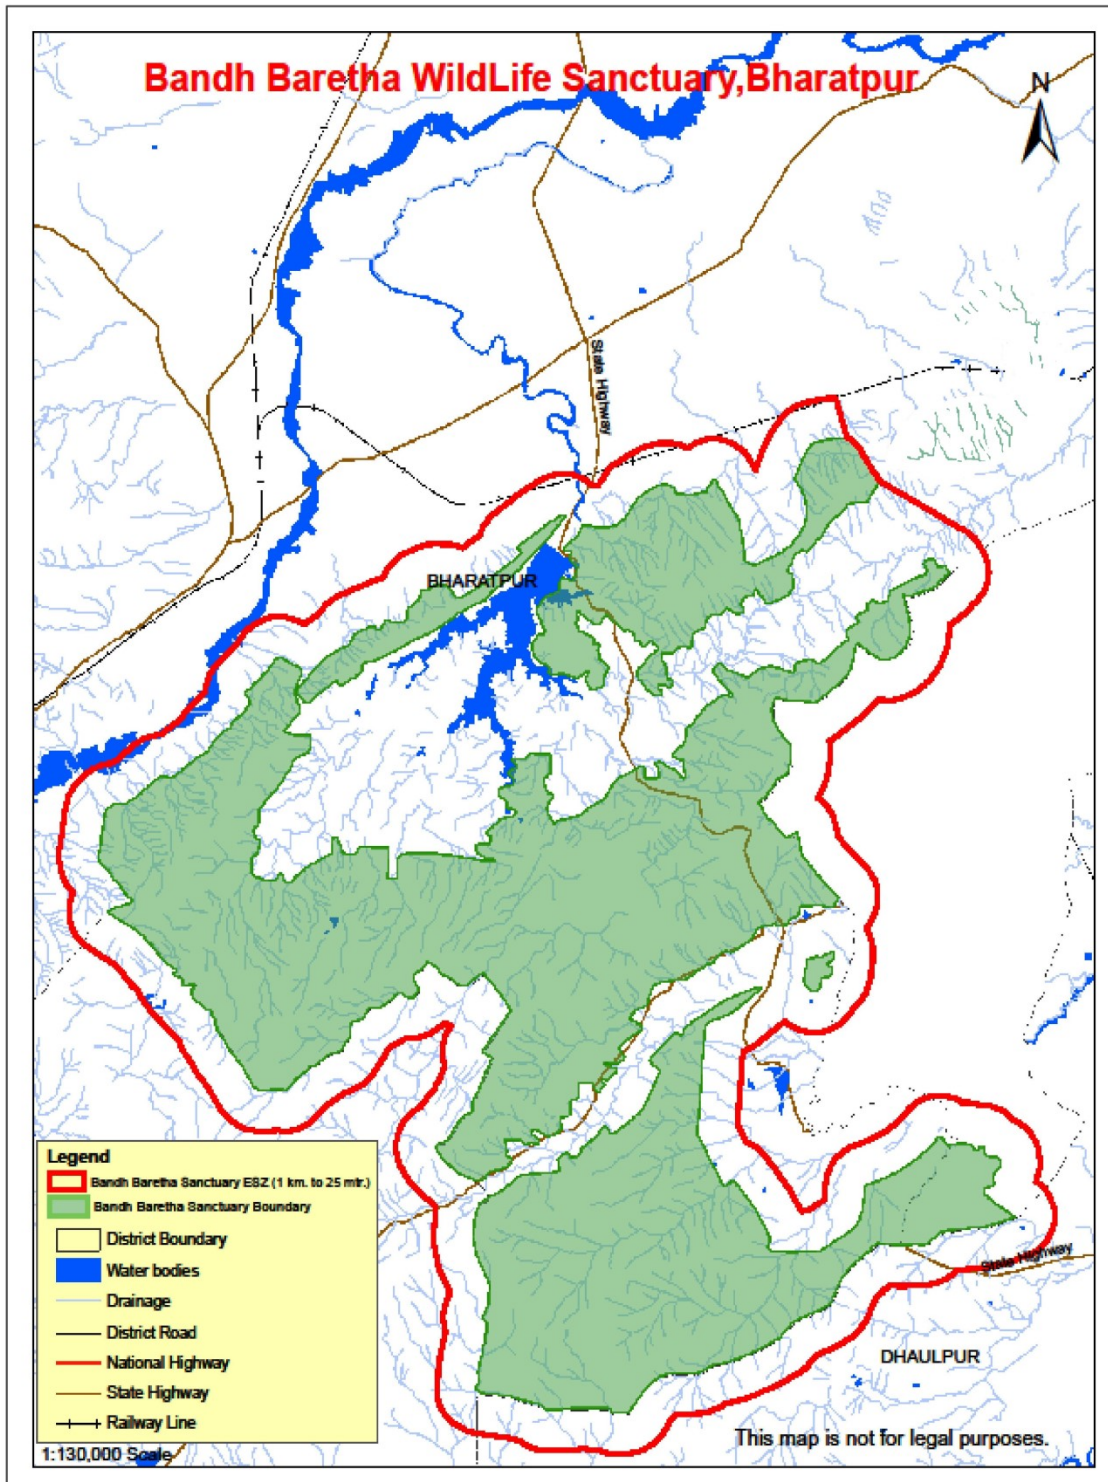 Bandh Baretha WildLife Sanctuary,Bharatpur
N
State Highway
BHARATPUR
Legend
Bandh Baretha Sanctuary ESZ (1 km. to 25 mtr.)
Bandh Baretha Sanctuary Boundary
District Boundary
Water bodies
Drainage
District Road
National Highway
State Highway
Railway Line
1:130,000 Scale
State Highway
DHAULPUR
This map is not for legal purposes.